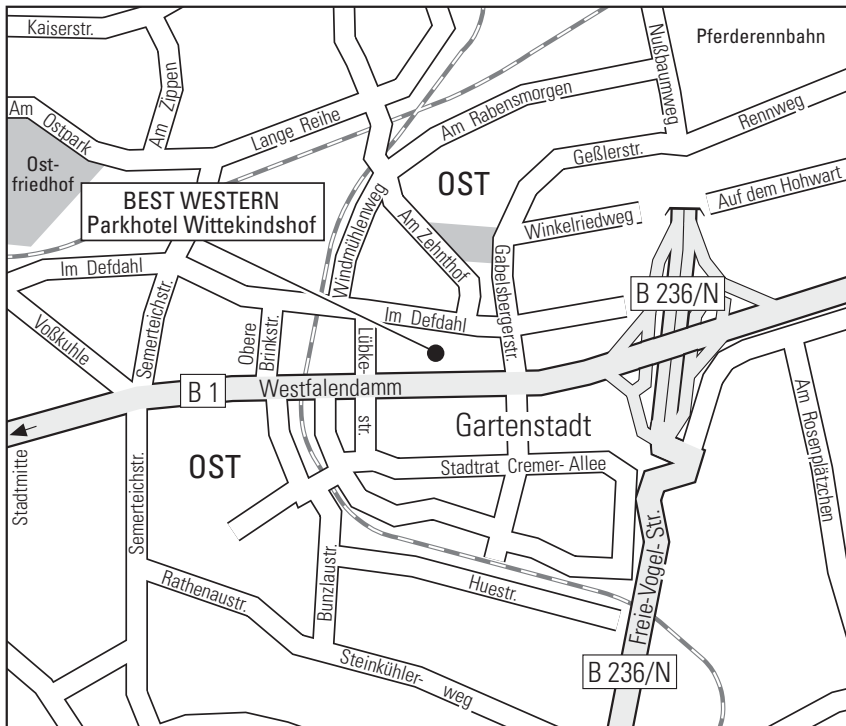 Kaiserstr.
Pferderennbahn
Nußbaumweg
Am Zippen
Am Ostpark
Lange Reihe
Am Rabensmorgen
Rennweg
Geßlerstr.
Ost-
friedhof
OST
BEST WESTERN
Parkhotel Wittekindshof
Auf dem Hohwart
Winkelriedweg
Windmühlenweg
Am Zehnthof
Gabelsbergerstr.
Im Defdahl
B 236/N
Voßkuhle
Semerteichstr.
Obere
Brinkstr.
Lübke-
str.
Im Defdahl
B 1
Westfalendamm
Am Rosenplätzchen
Gartenstadt
Stadtmitte
OST
Stadtrat Cremer-Allee
Semerteichstr.
Freie-Vogel-Str.
Rathenaustr.
Bunzlaustr.
Huestr.
Steinkühler-
weg
B 236/N